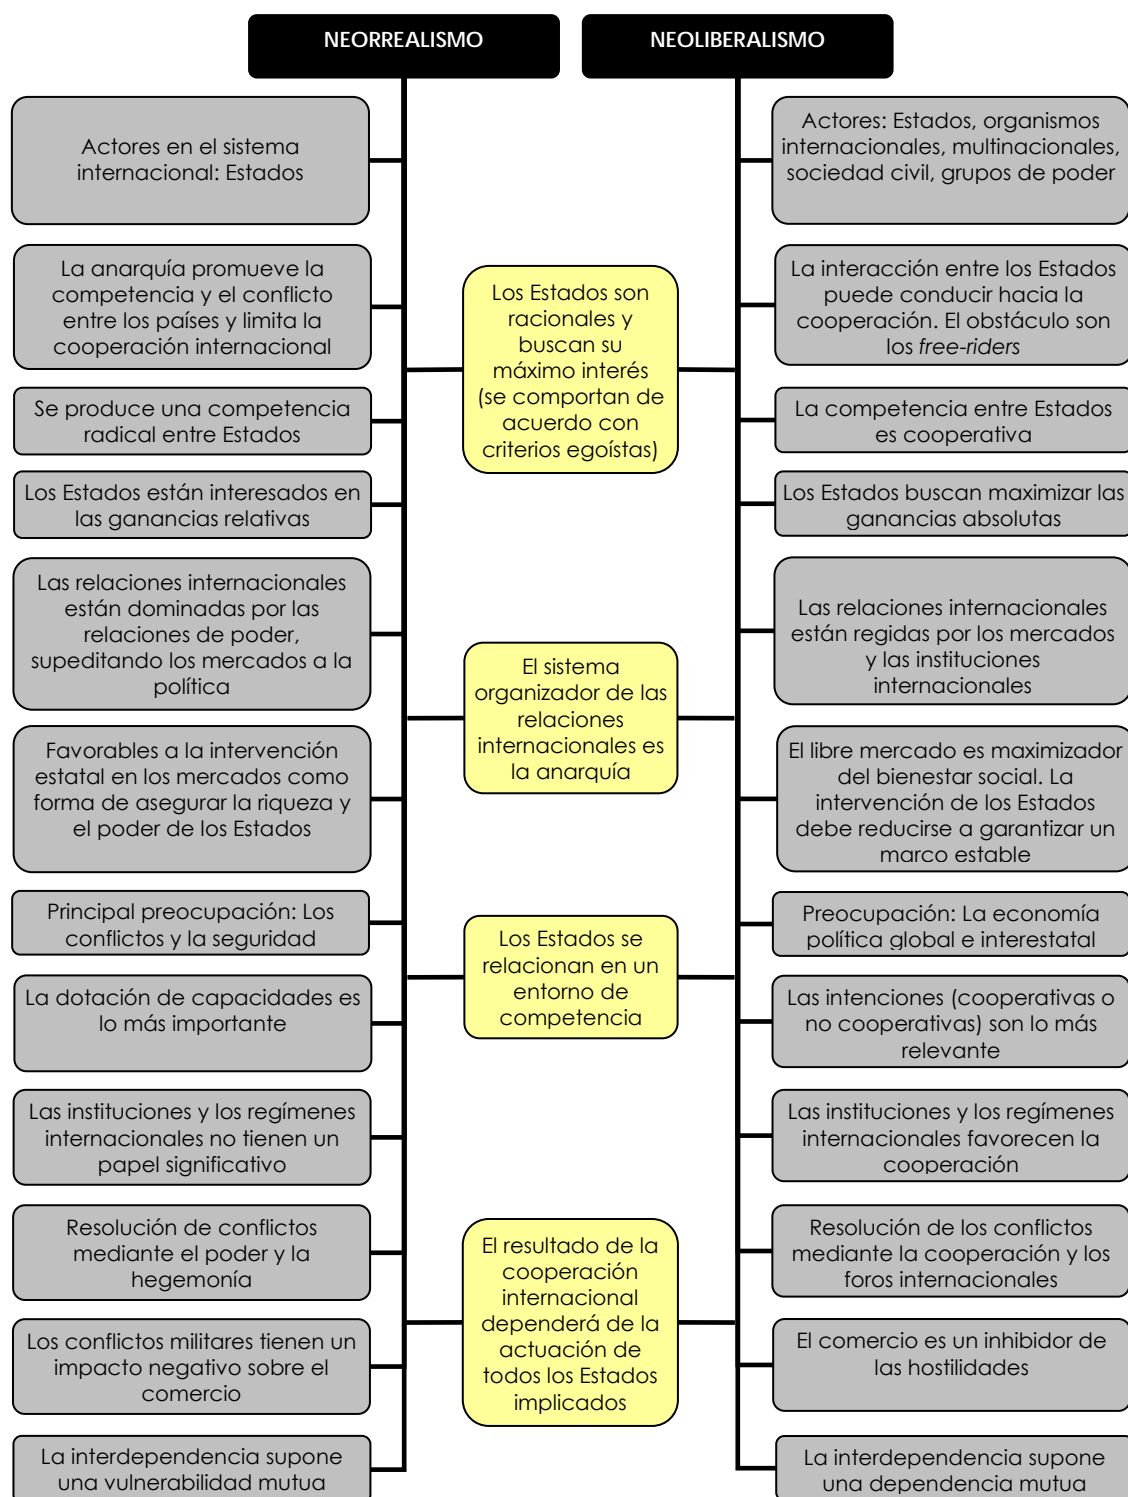 NEORREALISMO
NEOLIBERALISMO
Actores en el sistema
internacional: Estados
La anarquía promueve la
competencia y el conflicto
entre los países y limita la
cooperación internacional
Se produce una competencia
radical entre Estados
Los Estados están interesados en
las ganancias relativas
Las relaciones internacionales
están dominadas por las
relaciones de poder,
supeditando los mercados a la
política
Favorables a la intervención
estatal en los mercados como
forma de asegurar la riqueza y
el poder de los Estados
Principal preocupación: Los
conflictos y la seguridad
La dotación de capacidades es
lo más importante
Las instituciones y los regímenes
internacionales no tienen un
papel significativo
Resolución de conflictos
mediante el poder y la
hegemonía
Los conflictos militares tienen un
impacto negativo sobre el
comercio
La interdependencia supone
una vulnerabilidad mutua
Los Estados son
racionales y
buscan su
máximo interés
(se comportan de
acuerdo con
criterios egoístas)
El sistema
organizador de las
relaciones
internacionales es
la anarquía
Los Estados se
relacionan en un
entorno de
competencia
El resultado de la
cooperación
internacional
dependerá de la
actuación de
todos los Estados
implicados
Actores: Estados, organismos
internacionales, multinacionales,
sociedad civil, grupos de poder
La interacción entre los Estados
puede conducir hacia la
cooperación. El obstáculo son
los free-riders
La competencia entre Estados
es cooperativa
Los Estados buscan maximizar las
ganancias absolutas
Las relaciones internacionales
están regidas por los mercados
y las instituciones
internacionales
El libre mercado es maximizador
del bienestar social. La
intervención de los Estados
debe reducirse a garantizar un
marco estable
Preocupación: La economía
política global e interestatal
Las intenciones (cooperativas o
no cooperativas) son lo más
relevante
Las instituciones y los regímenes
internacionales favorecen la
cooperación
Resolución de los conflictos
mediante la cooperación y los
foros internacionales
El comercio es un inhibidor de
las hostilidades
La interdependencia supone
una dependencia mutua